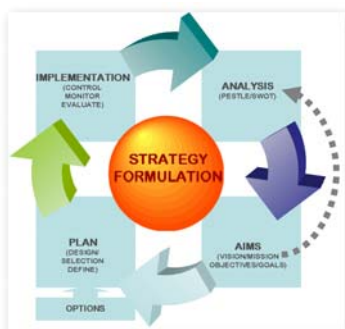 IMPLEMENTATION
(CONTROL
MONITOR
EVALUATE)
ANALYSIS
(PESTLE/SWOT)
STRATEGY
FORMULATION
PLAN
(DESIGN/
SELECTION
DEFINE)
AIMS
(VISION/MISSION
OBJECTIVES/GOALS)
OPTIONS